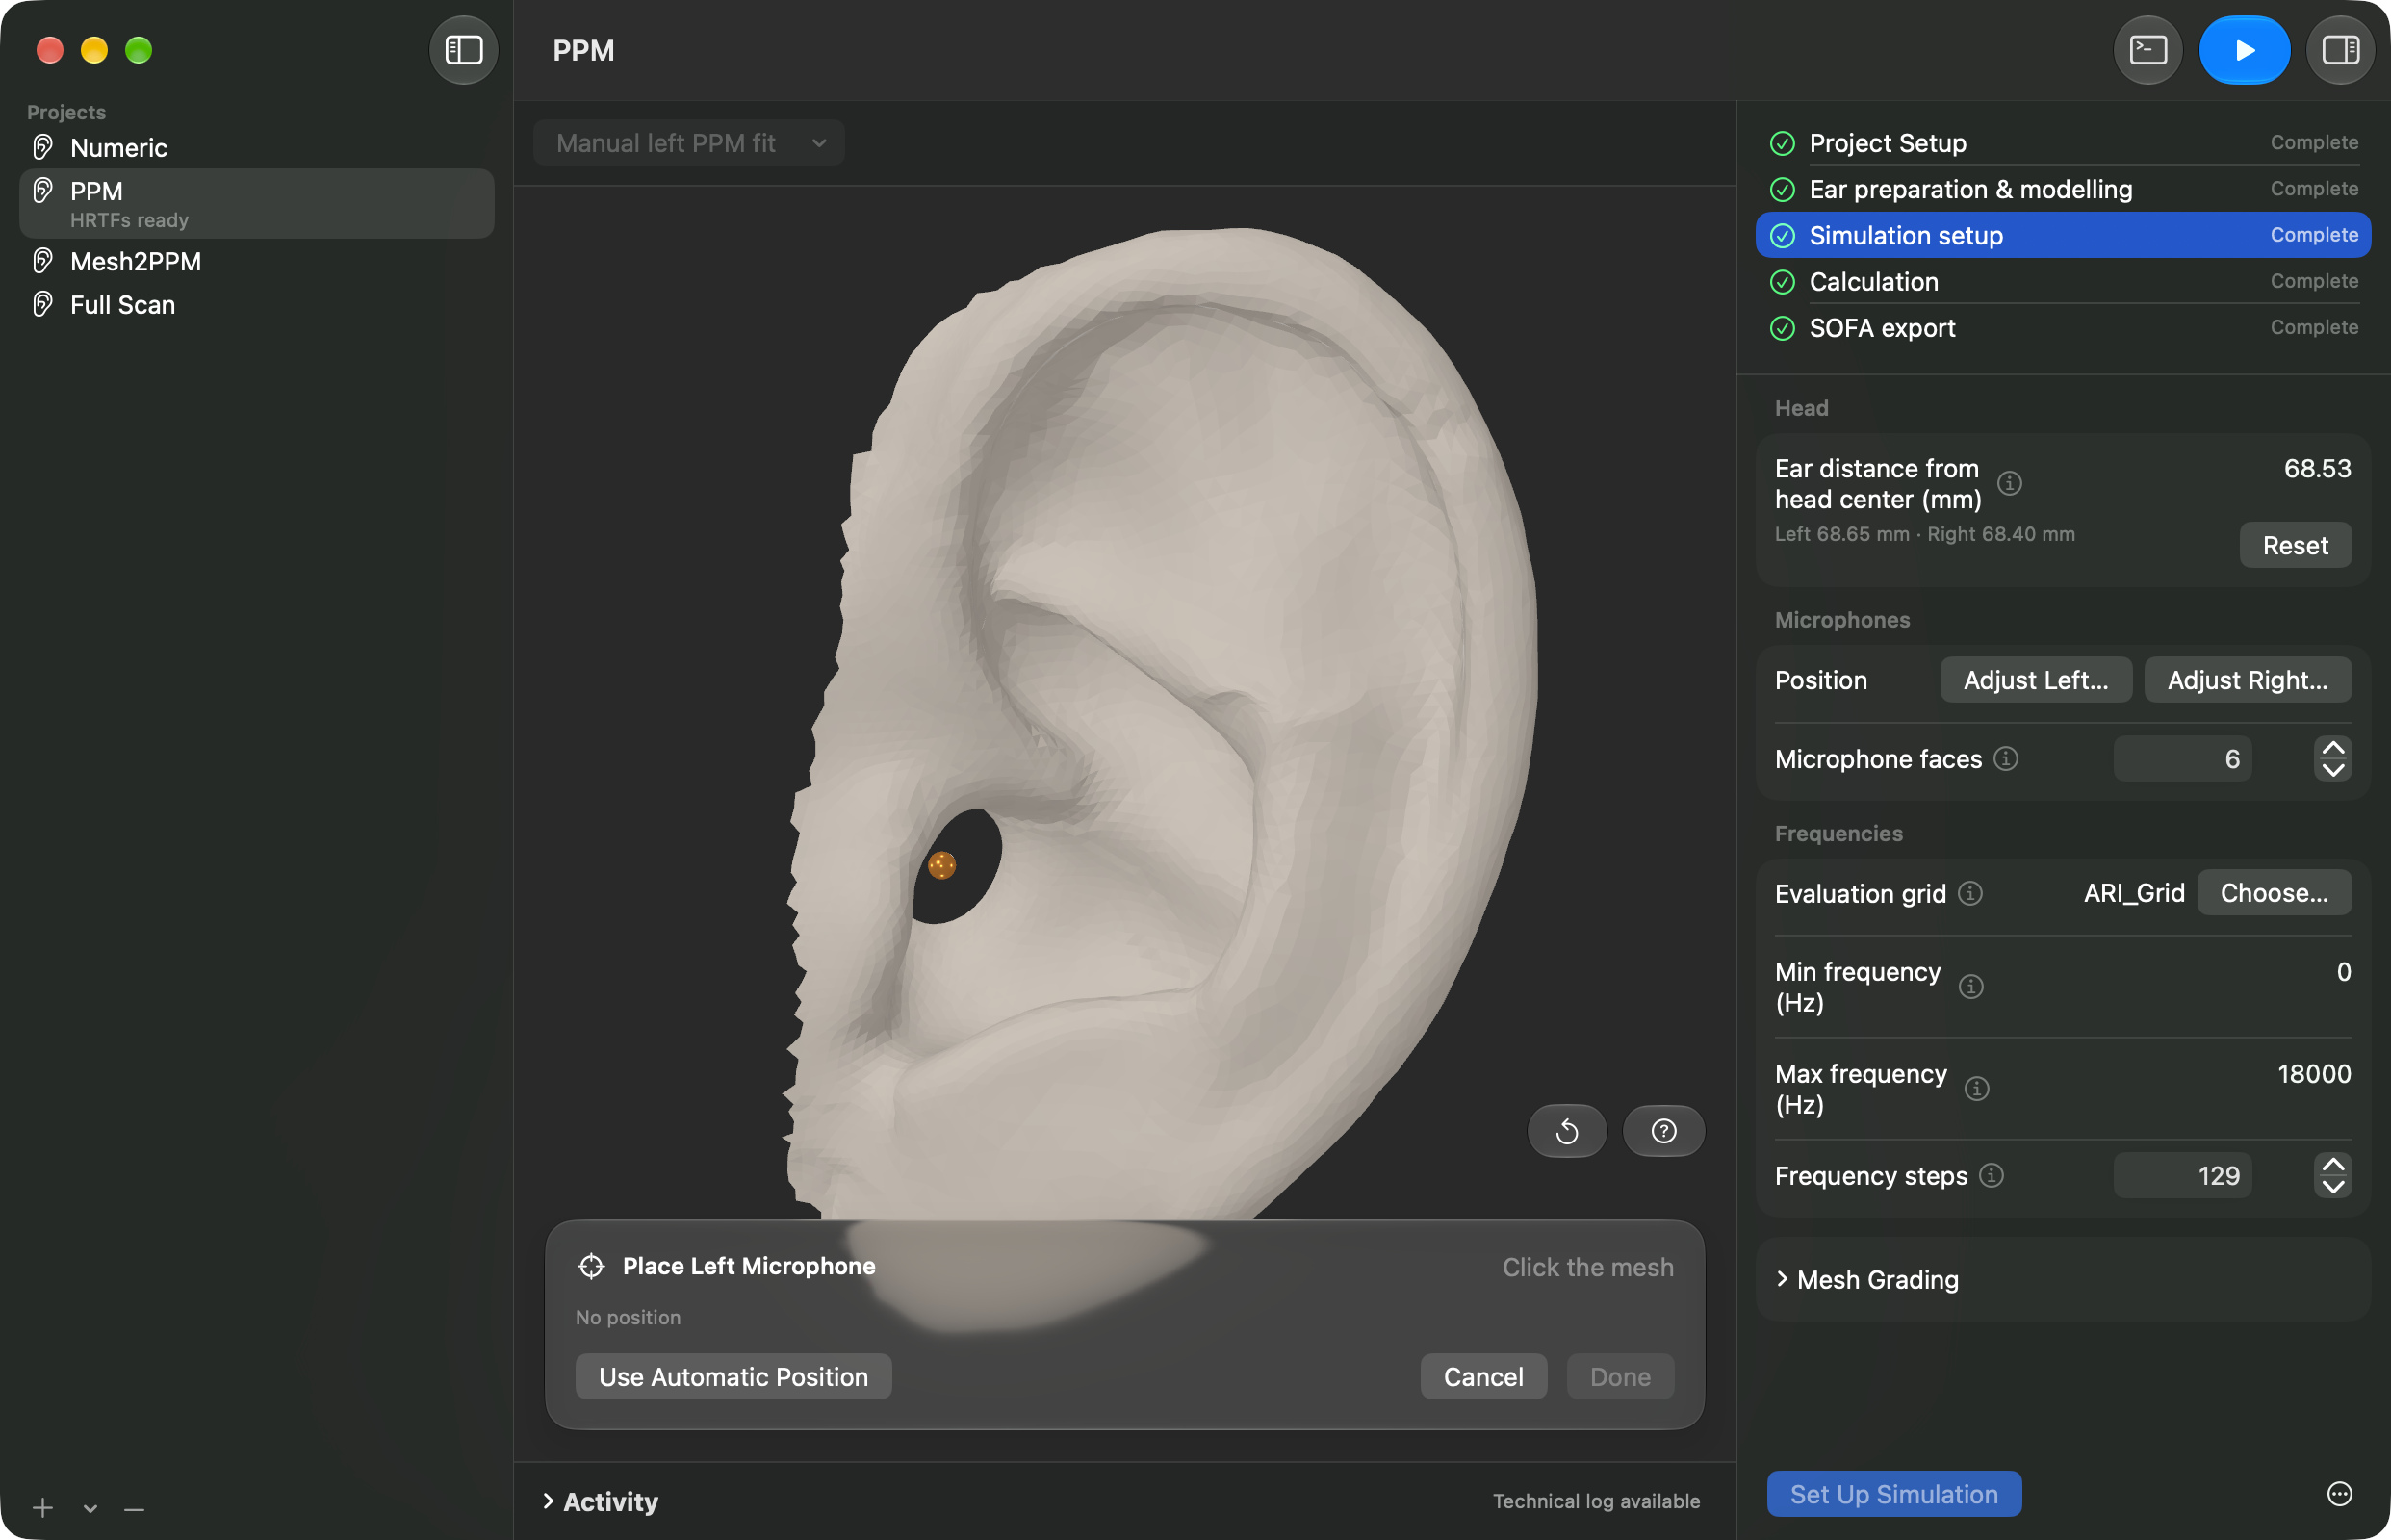 PPM
Projects
Numeric
PPM
HRTFs ready
Mesh2PPM
Full Scan
Manual left PPM fit
Place Left Microphone
Click the mesh
No position
Use Automatic Position
Cancel
Done
Activity
Technical log available
Project Setup
Complete
Ear preparation & modelling
Complete
Simulation setup
Complete
Calculation
Complete
SOFA export
Complete
Head
Ear distance from
head center (mm)
68.53
Left 68.65 mm · Right 68.40 mm
Reset
Microphones
Position
Adjust Left...
Adjust Right...
Microphone faces
6
Frequencies
Evaluation grid
ARI_Grid
Choose...
Min frequency
(Hz)
0
Max frequency
(Hz)
18000
Frequency steps
129
Mesh Grading
Set Up Simulation